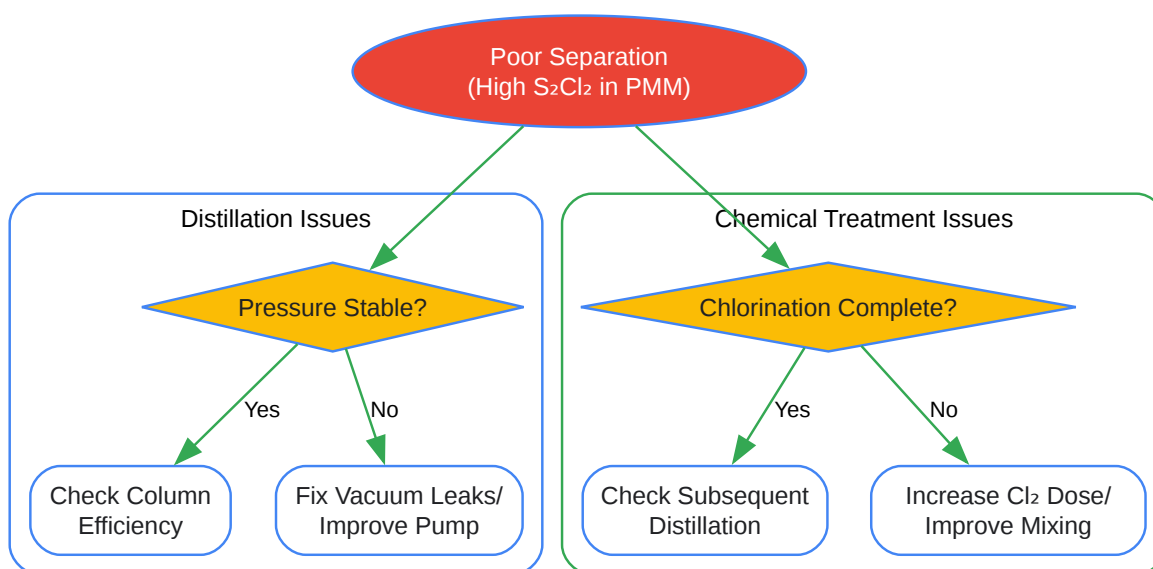 Poor Separation
(High S₂Cl₂ in PMM)
Distillation Issues
Chemical Treatment Issues
Pressure Stable?
Chlorination Complete?
Yes
No
Yes
No
Check Column
Efficiency
Fix Vacuum Leaks/
Improve Pump
Check Subsequent
Distillation
Increase Cl₂ Dose/
Improve Mixing